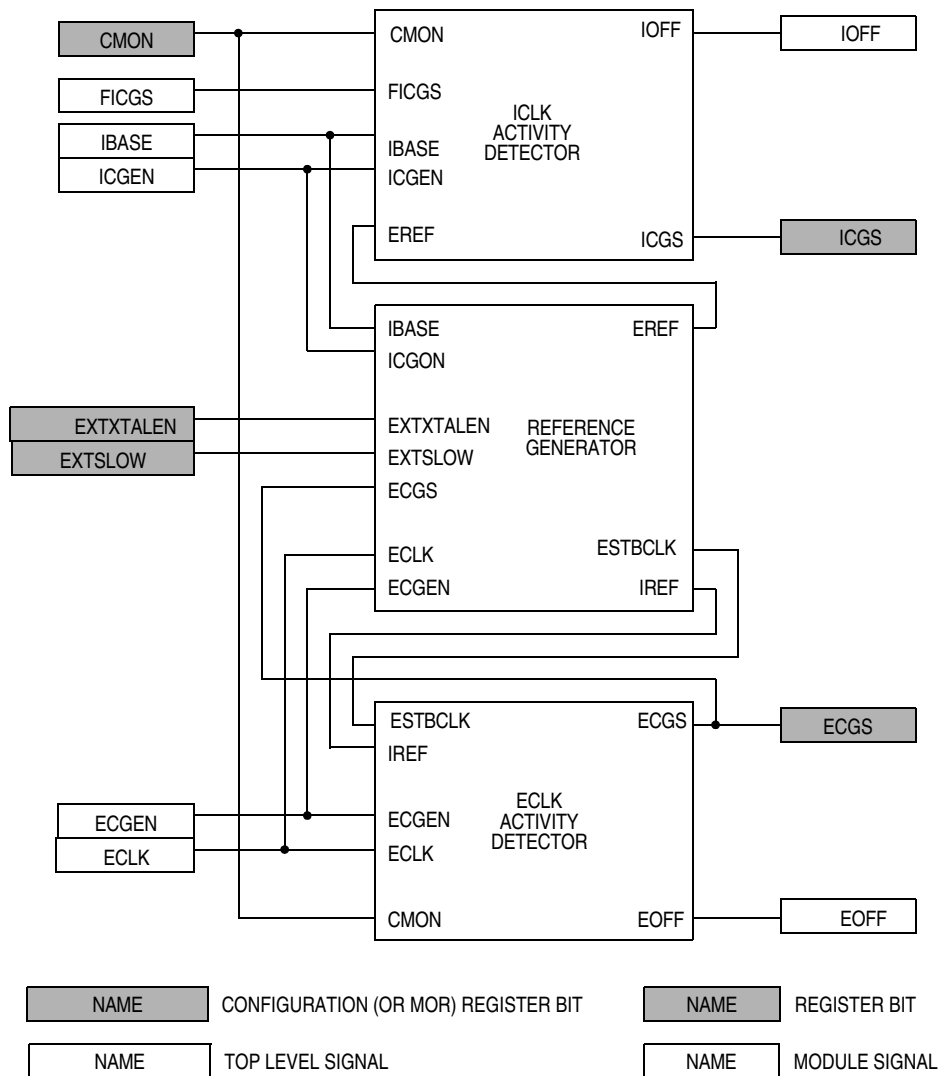 CMON
CMON
IOFF
IOFF
FICGS
FICGS
ICLK
ACTIVITY
DETECTOR
IBASE
IBASE
ICGEN
ICGEN
EREF
ICGS
ICGS
IBASE
EREF
ICGON
EXTXTALEN
EXTXTALEN
REFERENCE
GENERATOR
EXTSLOW
EXTSLOW
ECGS
ECLK
ESTBCLK
ECGEN
IREF
ESTBCLK
ECGS
ECGS
IREF
ECLK
ACTIVITY
DETECTOR
ECGEN
ECGEN
ECLK
ECLK
CMON
EOFF
EOFF
NAME CONFIGURATION (OR MOR) REGISTER BIT
NAME REGISTER BIT
NAME TOP LEVEL SIGNAL
NAME MODULE SIGNAL